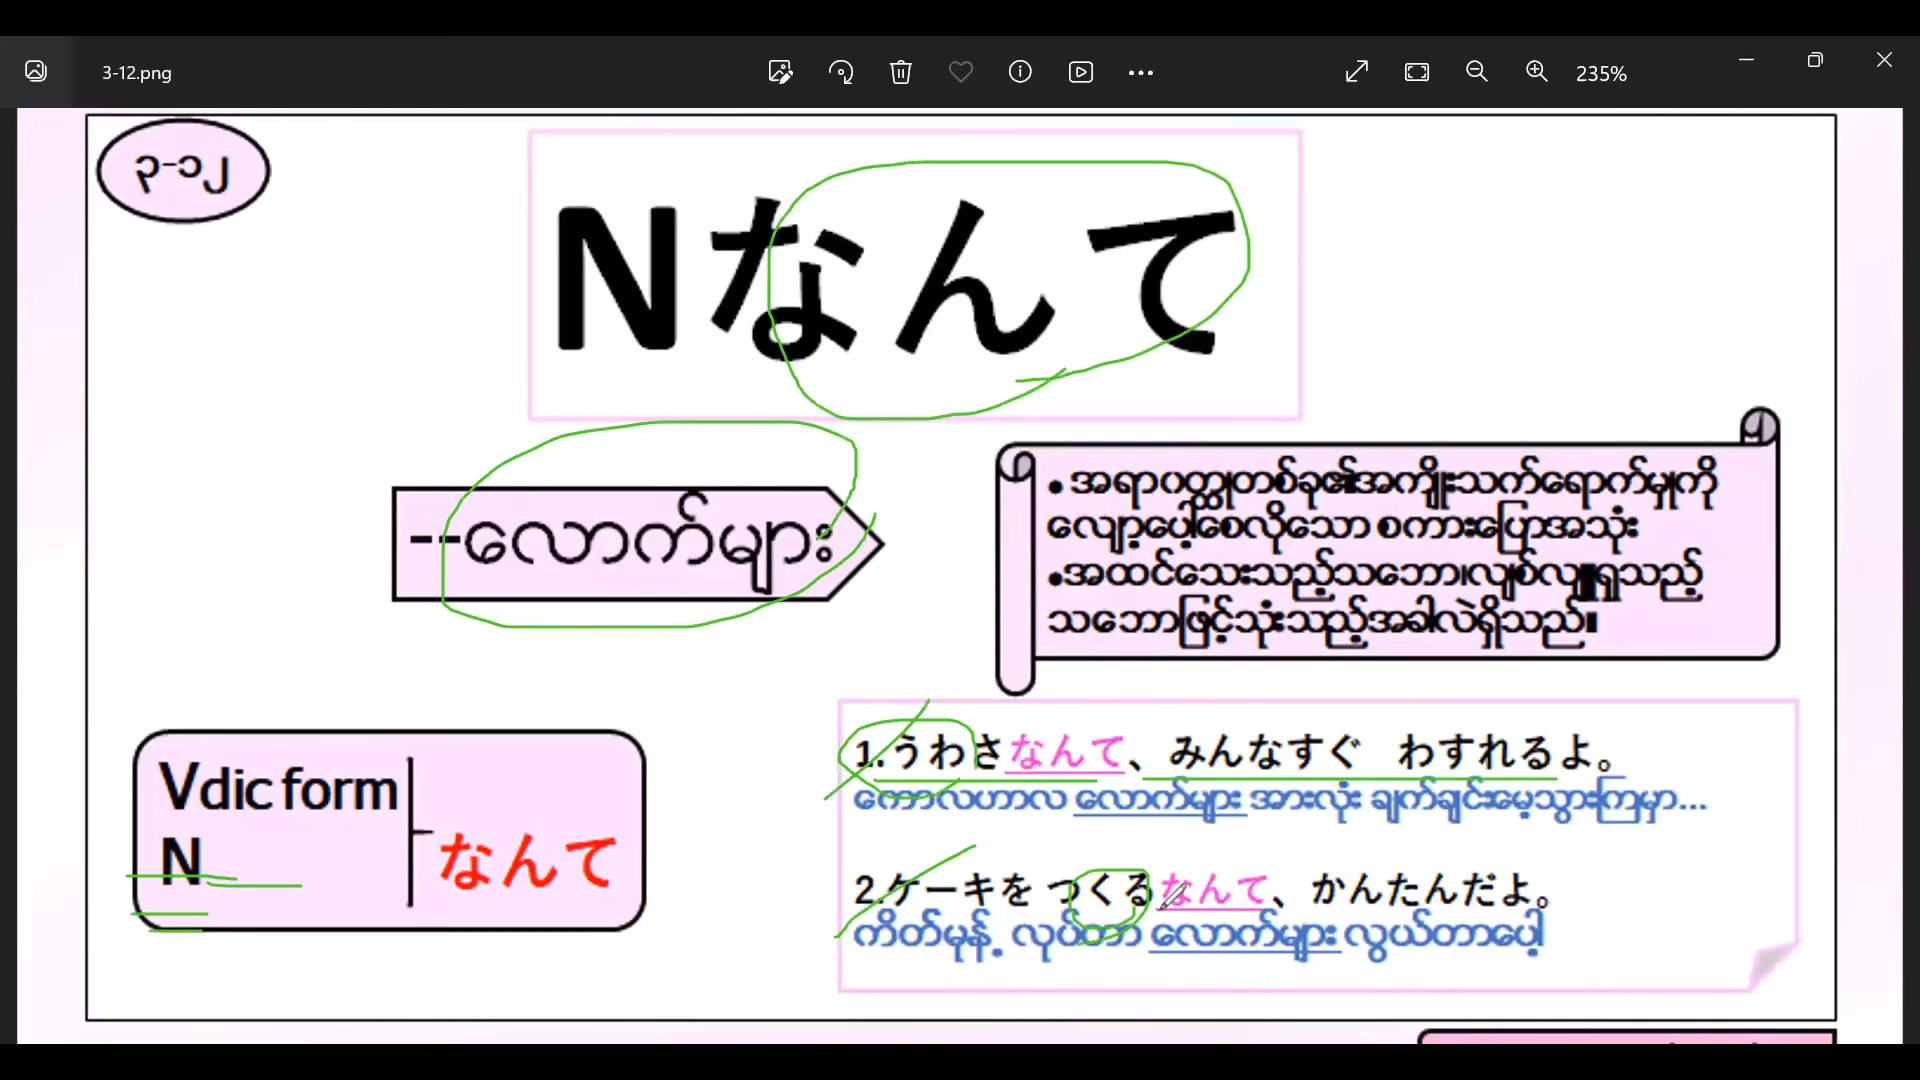 3-12.png
235%
၃-၁၂
Nなんて
--လောက်များ
• အရာဝတ္ထုတစ်ခု၏အကျိုးသက်ရောက်မှုကို
လျော့ပေါ့စေလိုသော စကားပြောအသုံး
•အထင်သေးသည့်သဘော၊လျစ်လျူရှုသည့်
သဘောဖြင့်သုံးသည့်အခါလဲရှိသည်။
Vdic form
N
なんて
1.うわさなんて、みんなすぐ わすれるよ。
ကောလဟာလ လောက်များ အားလုံး ချက်ချင်းမေ့သွားကြမှာ...
2.ケーキを つくるなんて、かんたんだよ。
ကိတ်မုန့် လုပ်တာ လောက်များ လွယ်တာပေါ့